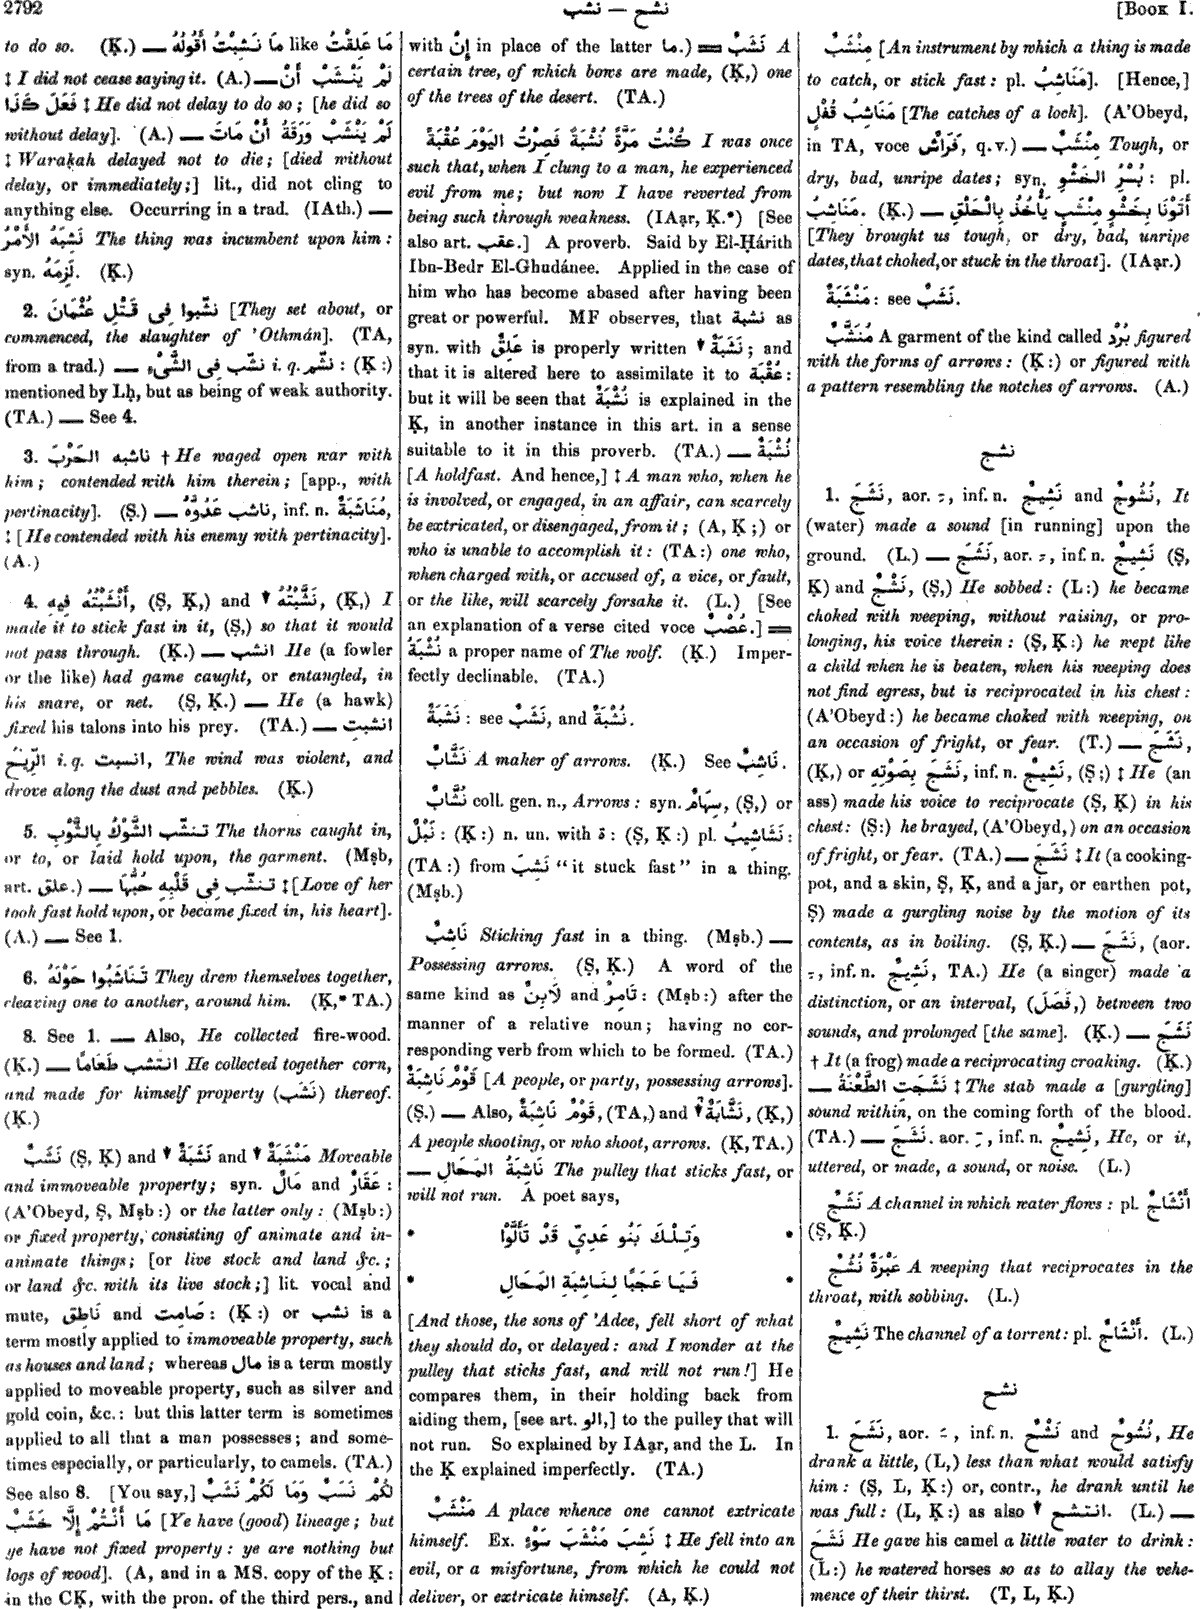 2792
نشب — نشح
[Book I.
to do so. (Ḳ.) — مَا نَشِبْتُ أَقُولُهُ like مَا عَلِقْتُ
‡ I did not cease saying it. (A.) — لَمْ يَنْشَبْ أَنْ
فَعَلَ كَذَا ‡ He did not delay to do so; [he did so
without delay]. (A.) — لَمْ يَنْشَبْ وَرَقَةُ أَنْ مَاتَ
‡ Waraḳah delayed not to die; [died without
delay, or immediately;] lit., did not cling to
anything else. Occurring in a trad. (IAth.) —
نَشِبَهُ الأَمْرُ The thing was incumbent upon him:
syn. لَزِمَهُ. (Ḳ.)
2. نشّبوا فِى قَتْلِ عُثْمَانَ [They set about, or
commenced, the slaughter of 'Othmán]. (TA,
from a trad.) — نشّب فِى الشَّىْءِ i. q. نشّم: (Ḳ:)
mentioned by Lḥ, but as being of weak authority.
(TA.) — See 4.
3. ناشبه الحَرْبَ † He waged open war with
him; contended with him therein; [app., with
pertinacity]. (Ṣ.) — ناشب عَدُوَّهُ, inf. n. مُنَاشَبَةٌ,
‡ [He contended with his enemy with pertinacity].
(A.)
4. أَنْشَبْتُهُ فِيهِ, (Ṣ, Ḳ,) and ▼ نَشَّبْتُهُ, (Ḳ,) I
made it to stick fast in it, (Ṣ,) so that it would
not pass through. (Ḳ.) — انشب He (a fowler
or the like) had game caught, or entangled, in
his snare, or net. (Ṣ, Ḳ.) — He (a hawk)
fixed his talons into his prey. (TA.) — انشبت
الرِّيحُ i. q. انسبت, The wind was violent, and
drove along the dust and pebbles. (Ḳ.)
5. تنشّب الشَّوْكُ بِالثَّوْبِ The thorns caught in,
or to, or laid hold upon, the garment. (Mṣb,
art. علق.) — تنشّب فِى قَلْبِهِ حُبُّهَا ‡ [Love of her
took fast hold upon, or became fixed in, his heart].
(A.) — See 1.
6. تَنَاشَبُوا حَوْلَهُ They drew themselves together,
cleaving one to another, around him. (Ḳ,* TA.)
8. See 1. — Also, He collected fire-wood.
(Ḳ.) — انتشب طَعَامًا He collected together corn,
and made for himself property (نَشَب) thereof.
(Ḳ.)
نَشَبٌ (Ṣ, Ḳ) and ▼ نَشَبَةٌ and ▼ مَنْشَبَةٌ Moveable
and immoveable property; syn. مَالٌ and عَقَارٌ:
(A'Obeyd, Ṣ, Mṣb:) or the latter only: (Mṣb:)
or fixed property, consisting of animate and in-
animate things; [or live stock and land &c.;
or land &c. with its live stock;] lit. vocal and
mute, نَاطِق and صَامِت: (Ḳ:) or نشب is a
term mostly applied to immoveable property, such
as houses and land; whereas مال is a term mostly
applied to moveable property, such as silver and
gold coin, &c.: but this latter term is sometimes
applied to all that a man possesses; and some-
times especially, or particularly, to camels. (TA.)
See also 8. [You say,] لَكُمْ نَسَبٌ وَمَا لَكُمْ نَشَبٌ
مَا أَنْتُمْ إِلَّا خَشَبٌ [Ye have (good) lineage; but
ye have not fixed property: ye are nothing but
logs of wood]. (A, and in a MS. copy of the Ḳ:
in the CḲ, with the pron. of the third pers., and
with إِنْ in place of the latter ما.) = نَشَبٌ A
certain tree, of which bows are made, (Ḳ,) one
of the trees of the desert. (TA.)
كُنْتُ مَرَّةً نُشْبَةً فَصِرْتُ اليَوْمَ عُقْبَةً I was once
such that, when I clung to a man, he experienced
evil from me; but now I have reverted from
being such through weakness. (IAạr, Ḳ.*) [See
also art. عقب.] A proverb. Said by El-Ḥárith
Ibn-Bedr El-Ghudánee. Applied in the case of
him who has become abased after having been
great or powerful. MF observes, that نشبة as
syn. with عَلِقٌ is properly written ▼ نُشَبَةٌ; and
that it is altered here to assimilate it to عُقْبَة:
but it will be seen that نُشْبَةٌ is explained in the
Ḳ, in another instance in this art. in a sense
suitable to it in this proverb. (TA.) — نُشْبَةٌ
[A holdfast. And hence,] ‡ A man who, when he
is involved, or engaged, in an affair, can scarcely
be extricated, or disengaged, from it; (A, Ḳ;) or
who is unable to accomplish it: (TA:) one who,
when charged with, or accused of, a vice, or fault,
or the like, will scarcely forsake it. (L.) [See
an explanation of a verse cited voce عُصْبٌ.] =
نُشْبَةُ a proper name of The wolf. (Ḳ.) Imper-
fectly declinable. (TA.)
نَشَبَةٌ: see نَشَبٌ, and نُشْبَةٌ.
نَشَّابٌ A maker of arrows. (Ḳ.) See نَاشِبٌ.
نُشَّابٌ coll. gen. n., Arrows: syn. سِهَامٌ, (Ṣ,) or
نَبْلٌ: (Ḳ:) n. un. with ة: (Ṣ, Ḳ:) pl. نَشَاشِيبُ:
(TA:) from نَشِبَ "it stuck fast" in a thing.
(Mṣb.)
نَاشِبٌ Sticking fast in a thing. (Mṣb.) —
Possessing arrows. (Ṣ, Ḳ.) A word of the
same kind as لَابِنٌ and تَامِرٌ: (Mṣb:) after the
manner of a relative noun; having no cor-
responding verb from which to be formed. (TA.)
قَوْمٌ نَاشِبَةٌ [A people, or party, possessing arrows].
(Ṣ.) — Also, قَوْمٌ نَاشِبَةٌ, (TA,) and ▼ نَشَّابَةٌ, (Ḳ,)
A people shooting, or who shoot, arrows. (Ḳ, TA.)
— نَاشِبَةُ المَحَالِ The pulley that sticks fast, or
will not run. A poet says,
* وَتِلْكَ بَنُو عَدِيٍّ قَدْ تَأَلَّوْا *
* فَيَا عَجَبًا لِنَاشِبَةِ المَحَالِ *
[And those, the sons of 'Adee, fell short of what
they should do, or delayed: and I wonder at the
pulley that sticks fast, and will not run!] He
compares them, in their holding back from
aiding them, [see art. الو,] to the pulley that will
not run. So explained by IAạr, and the L. In
the Ḳ explained imperfectly. (TA.)
مَنْشَبٌ A place whence one cannot extricate
himself. Ex. نَشِبَ مَنْشَبَ سَوْءٍ ‡ He fell into an
evil, or a misfortune, from which he could not
deliver, or extricate himself. (A, Ḳ.)
مِنْشَبٌ [An instrument by which a thing is made
to catch, or stick fast: pl. مَنَاشِبُ]. [Hence,]
مَنَاشِبُ قُفْلٍ [The catches of a lock]. (A'Obeyd,
in TA, voce فَرَاشٌ, q. v.) — مِنْشَبٌ Tough, or
dry, bad, unripe dates; syn. بُسْرُ الخَشْوِ: pl.
مَنَاشِبُ. (Ḳ.) — أَتَوْنَا بِخَشْوٍ مِنْشَبٍ يَأْخُذُ بِالْحَلْقِ
[They brought us tough, or dry, bad, unripe
dates, that choked, or stuck in the throat]. (IAạr.)
مَنْشَبَةٌ: see نَشَبٌ.
مُنَشَّبٌ A garment of the kind called بُرْد figured
with the forms of arrows: (Ḳ:) or figured with
a pattern resembling the notches of arrows. (A.)
نشج
1. نَشَجَ, aor. ـِ, inf. n. نَشِيجٌ and نُشُوجٌ, It
(water) made a sound [in running] upon the
ground. (L.) — نَشَجَ, aor. ـِ, inf. n. نَشِيجٌ (Ṣ,
Ḳ) and نَشْجٌ, (Ṣ,) He sobbed: (L:) he became
choked with weeping, without raising, or pro-
longing, his voice therein: (Ṣ, Ḳ:) he wept like
a child when he is beaten, when his weeping does
not find egress, but is reciprocated in his chest:
(A'Obeyd:) he became choked with weeping, on
an occasion of fright, or fear. (T.) — نَشَجَ,
(Ḳ,) or نَشَجَ بِصَوْتِهِ, inf. n. نَشِيجٌ, (Ṣ;) ‡ He (an
ass) made his voice to reciprocate (Ṣ, Ḳ) in his
chest: (Ṣ:) he brayed, (A'Obeyd,) on an occasion
of fright, or fear. (TA.) — نَشَجَ ‡ It (a cooking-
pot, and a skin, Ṣ, Ḳ, and a jar, or earthen pot,
Ṣ) made a gurgling noise by the motion of its
contents, as in boiling. (Ṣ, Ḳ.) — نَشَجَ, (aor.
ـِ, inf. n. نَشِيجٌ, TA.) He (a singer) made a
distinction, or an interval, (فَصَلَ,) between two
sounds, and prolonged [the same]. (Ḳ.) — نَشَجَ
† It (a frog) made a reciprocating croaking. (Ḳ.)
— نَشَجَتِ الطَّعْنَةُ ‡ The stab made a [gurgling]
sound within, on the coming forth of the blood.
(TA.) — نَشَجَ. aor. ـِ, inf. n. نَشِيجٌ, He, or it,
uttered, or made, a sound, or noise. (L.)
نَشَجٌ A channel in which water flows: pl. أَنْشَاجٌ
(Ṣ, Ḳ.)
عَبْرَةٌ نُشُجٌ A weeping that reciprocates in the
throat, with sobbing. (L.)
نَشِيجٌ The channel of a torrent: pl. أَنْشَاجٌ. (L.)
نشح
1. نَشَحَ, aor. ـَ, inf. n. نَشْحٌ and نُشُوحٌ, He
drank a little, (L,) less than what would satisfy
him: (Ṣ, L, Ḳ:) or, contr., he drank until he
was full: (L, Ḳ:) as also ▼ انتشح. (L.) —
نَشَحَ He gave his camel a little water to drink:
(L:) he watered horses so as to allay the vehe-
mence of their thirst. (T, L, Ḳ.)